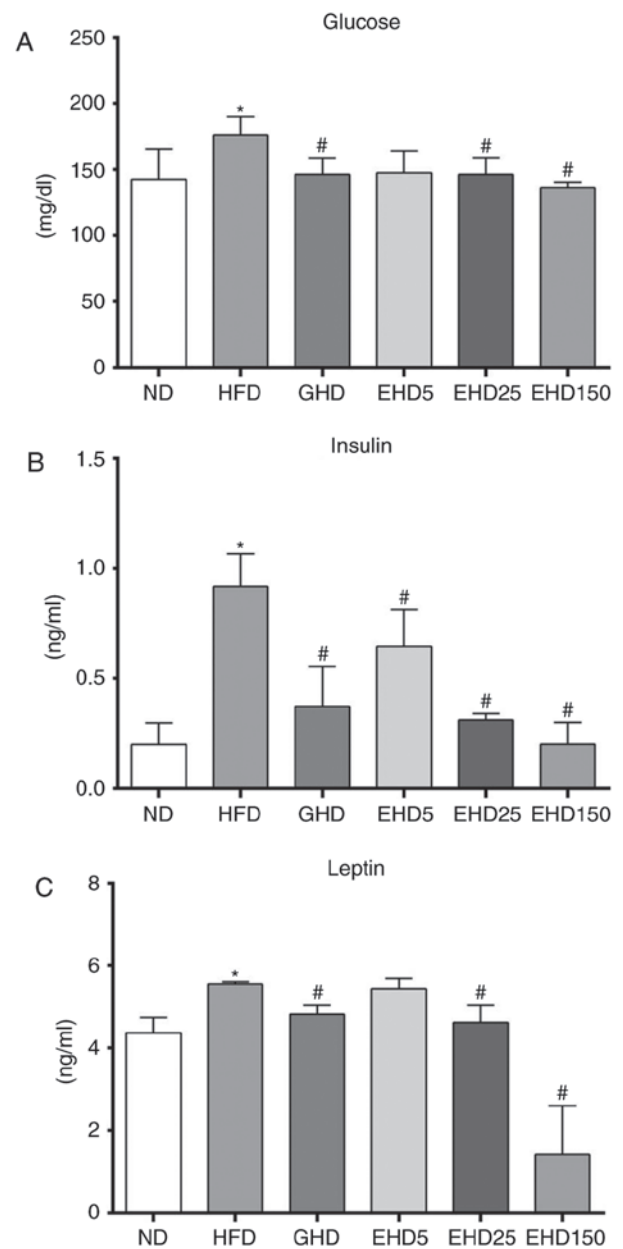 A
Glucose
250
200
150
100
50
0
(mg/dl)
*
#
#
#
ND HFD GHD EHD5 EHD25 EHD150
B
Insulin
1.5
1.0
0.5
0.0
(ng/ml)
*
#
#
#
#
ND HFD GHD EHD5 EHD25 EHD150
C
Leptin
8
6
4
2
0
(ng/ml)
*
#
#
#
ND HFD GHD EHD5 EHD25 EHD150